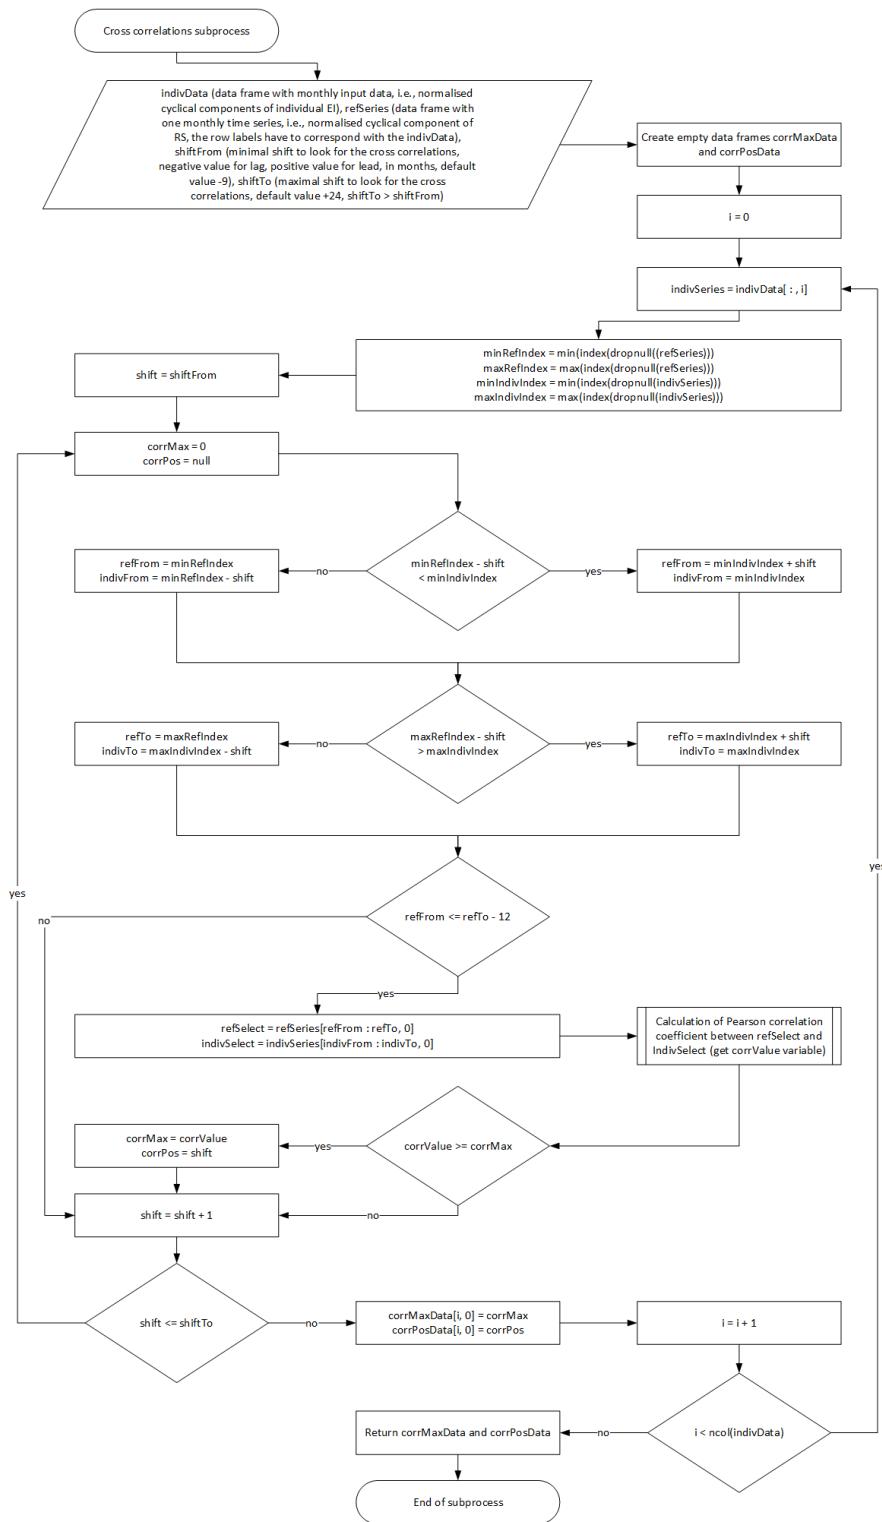 Cross correlations subprocess
indivData (data frame with monthly input data, i.e., normalised
cyclical components of individual EI), refSeries (data frame with
one monthly time series, i.e., normalised cyclical component of
RS, the row labels have to correspond with the indivData),
shiftFrom (minimal shift to look for the cross correlations,
negative value for lag, positive value for lead, in months, default
value -9), shiftTo (maximal shift to look for the cross
correlations, default value +24, shiftTo > shiftFrom)
Create empty data frames corrMaxData
and corrPosData
i = 0
indivSeries = indivData[ : , i]
minRefIndex = min(index(dropnull((refSeries)))
maxRefIndex = max(index(dropnull(refSeries)))
minIndivIndex = min(index(dropnull(indivSeries)))
maxIndivIndex = max(index(dropnull(indivSeries)))
shift = shiftFrom
corrMax = 0
corrPos = null
minRefIndex - shift
< minIndivIndex
no
yes
refFrom = minRefIndex
indivFrom = minRefIndex - shift
refFrom = minIndivIndex + shift
indivFrom = minIndivIndex
maxRefIndex - shift
> maxIndivIndex
no
yes
refTo = maxRefIndex
indivTo = maxIndivIndex - shift
refTo = maxIndivIndex + shift
indivTo = maxIndivIndex
refFrom <= refTo - 12
yes
no
yes
yes
refSelect = refSeries[refFrom : refTo, 0]
indivSelect = indivSeries[indivFrom : indivTo, 0]
Calculation of Pearson correlation
coefficient between refSelect and
IndivSelect (get corrValue variable)
corrValue >= corrMax
yes
no
corrMax = corrValue
corrPos = shift
shift = shift + 1
shift <= shiftTo
no
corrMaxData[i, 0] = corrMax
corrPosData[i, 0] = corrPos
i = i + 1
i < ncol(indivData)
no
Return corrMaxData and corrPosData
End of subprocess